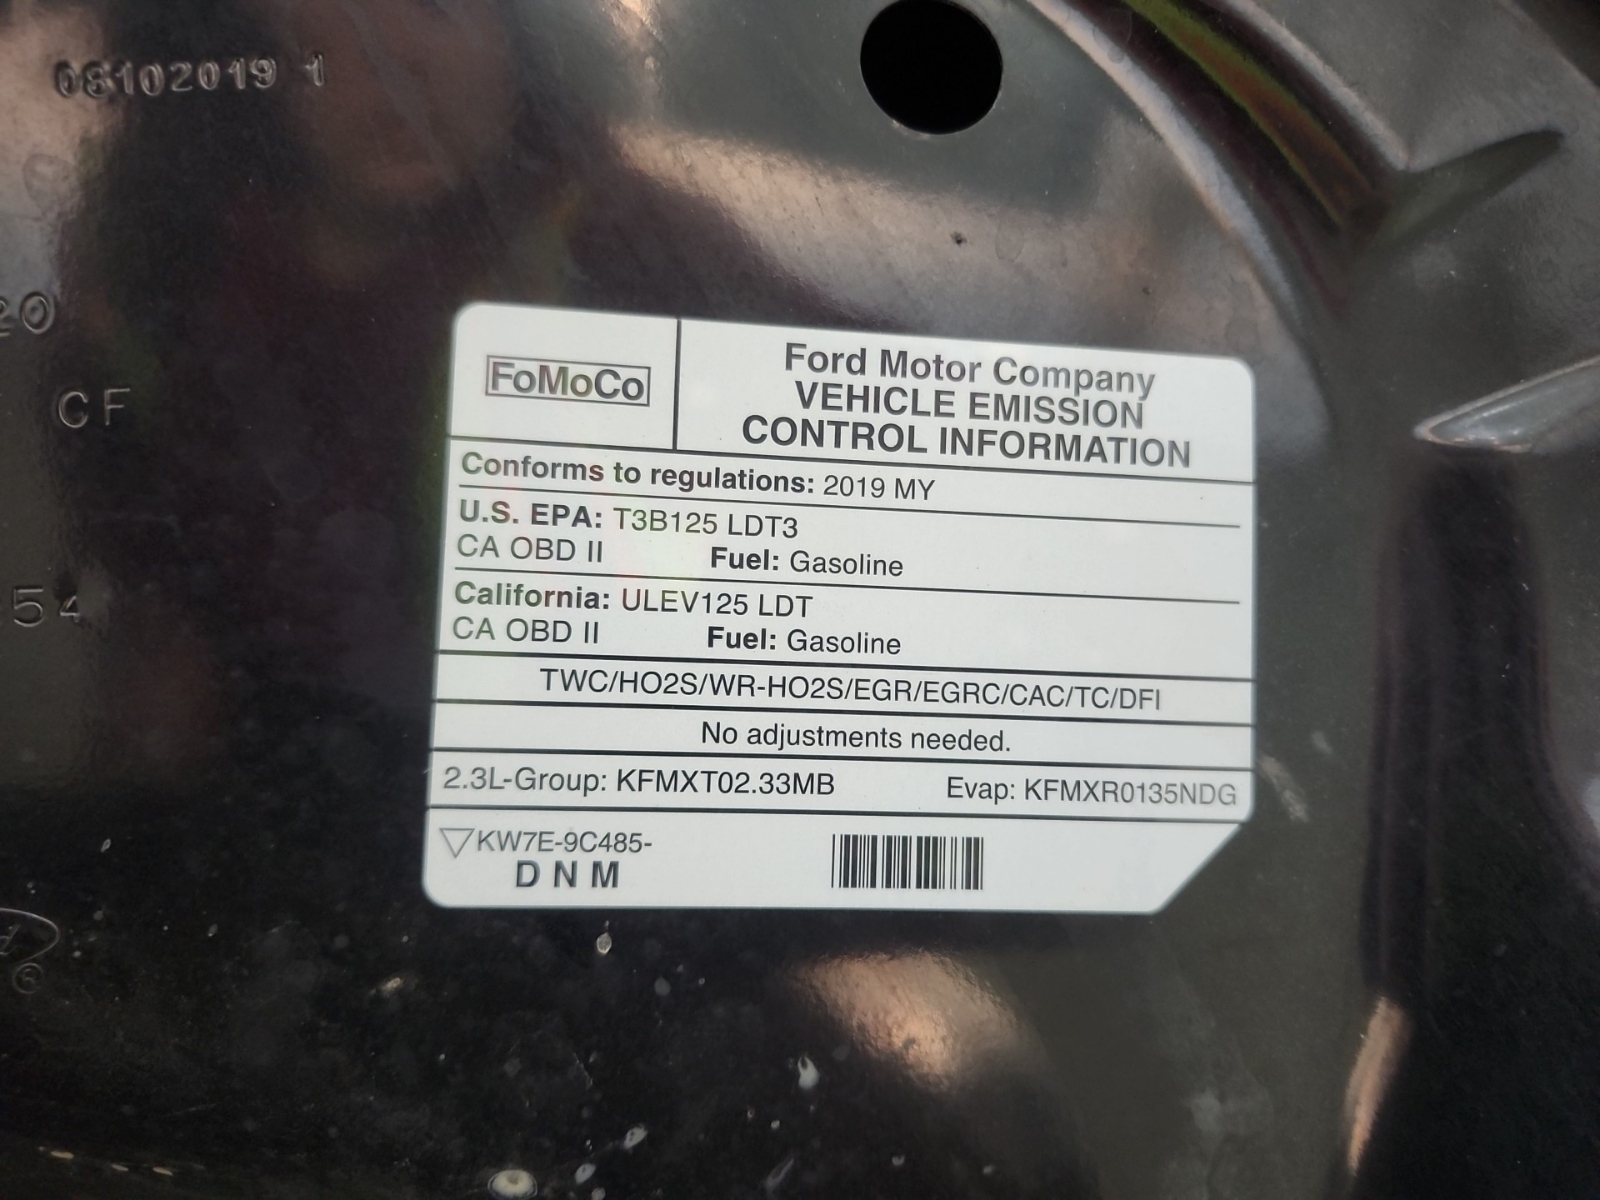 08102019 1
20
CF
54
FoMoCo
Ford Motor Company
VEHICLE EMISSION
CONTROL INFORMATION
Conforms to regulations: 2019 MY
U.S. EPA: T3B125 LDT3
CA OBD II Fuel: Gasoline
California: ULEV125 LDT
CA OBD II Fuel: Gasoline
TWC/HO2S/WR-HO2S/EGR/EGRC/CAC/TC/DFI
No adjustments needed.
2.3L-Group: KFMXT02.33MB Evap: KFMXR0135NDG
KW7E-9C485-
D N M
®